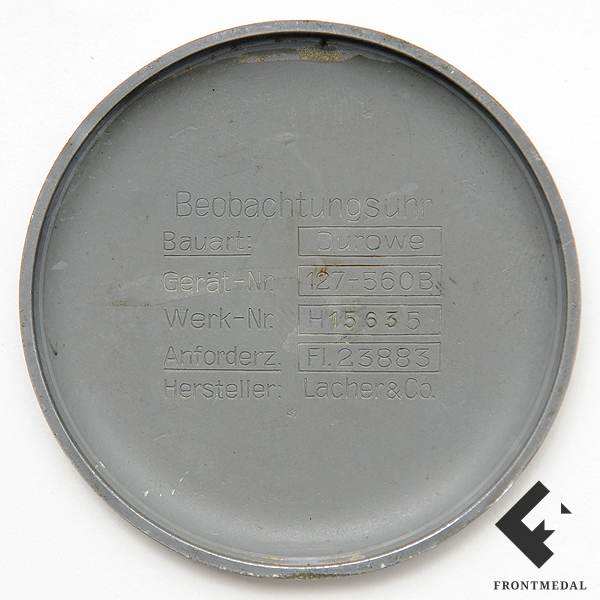 Beobachtungsuhr
Bauart: Durowe
Gerät-Nr. 127-560B
Werk-Nr. H15635
Anforderz. Fl. 23883
Hersteller: Lacher & Co.
FRONTMEDAL